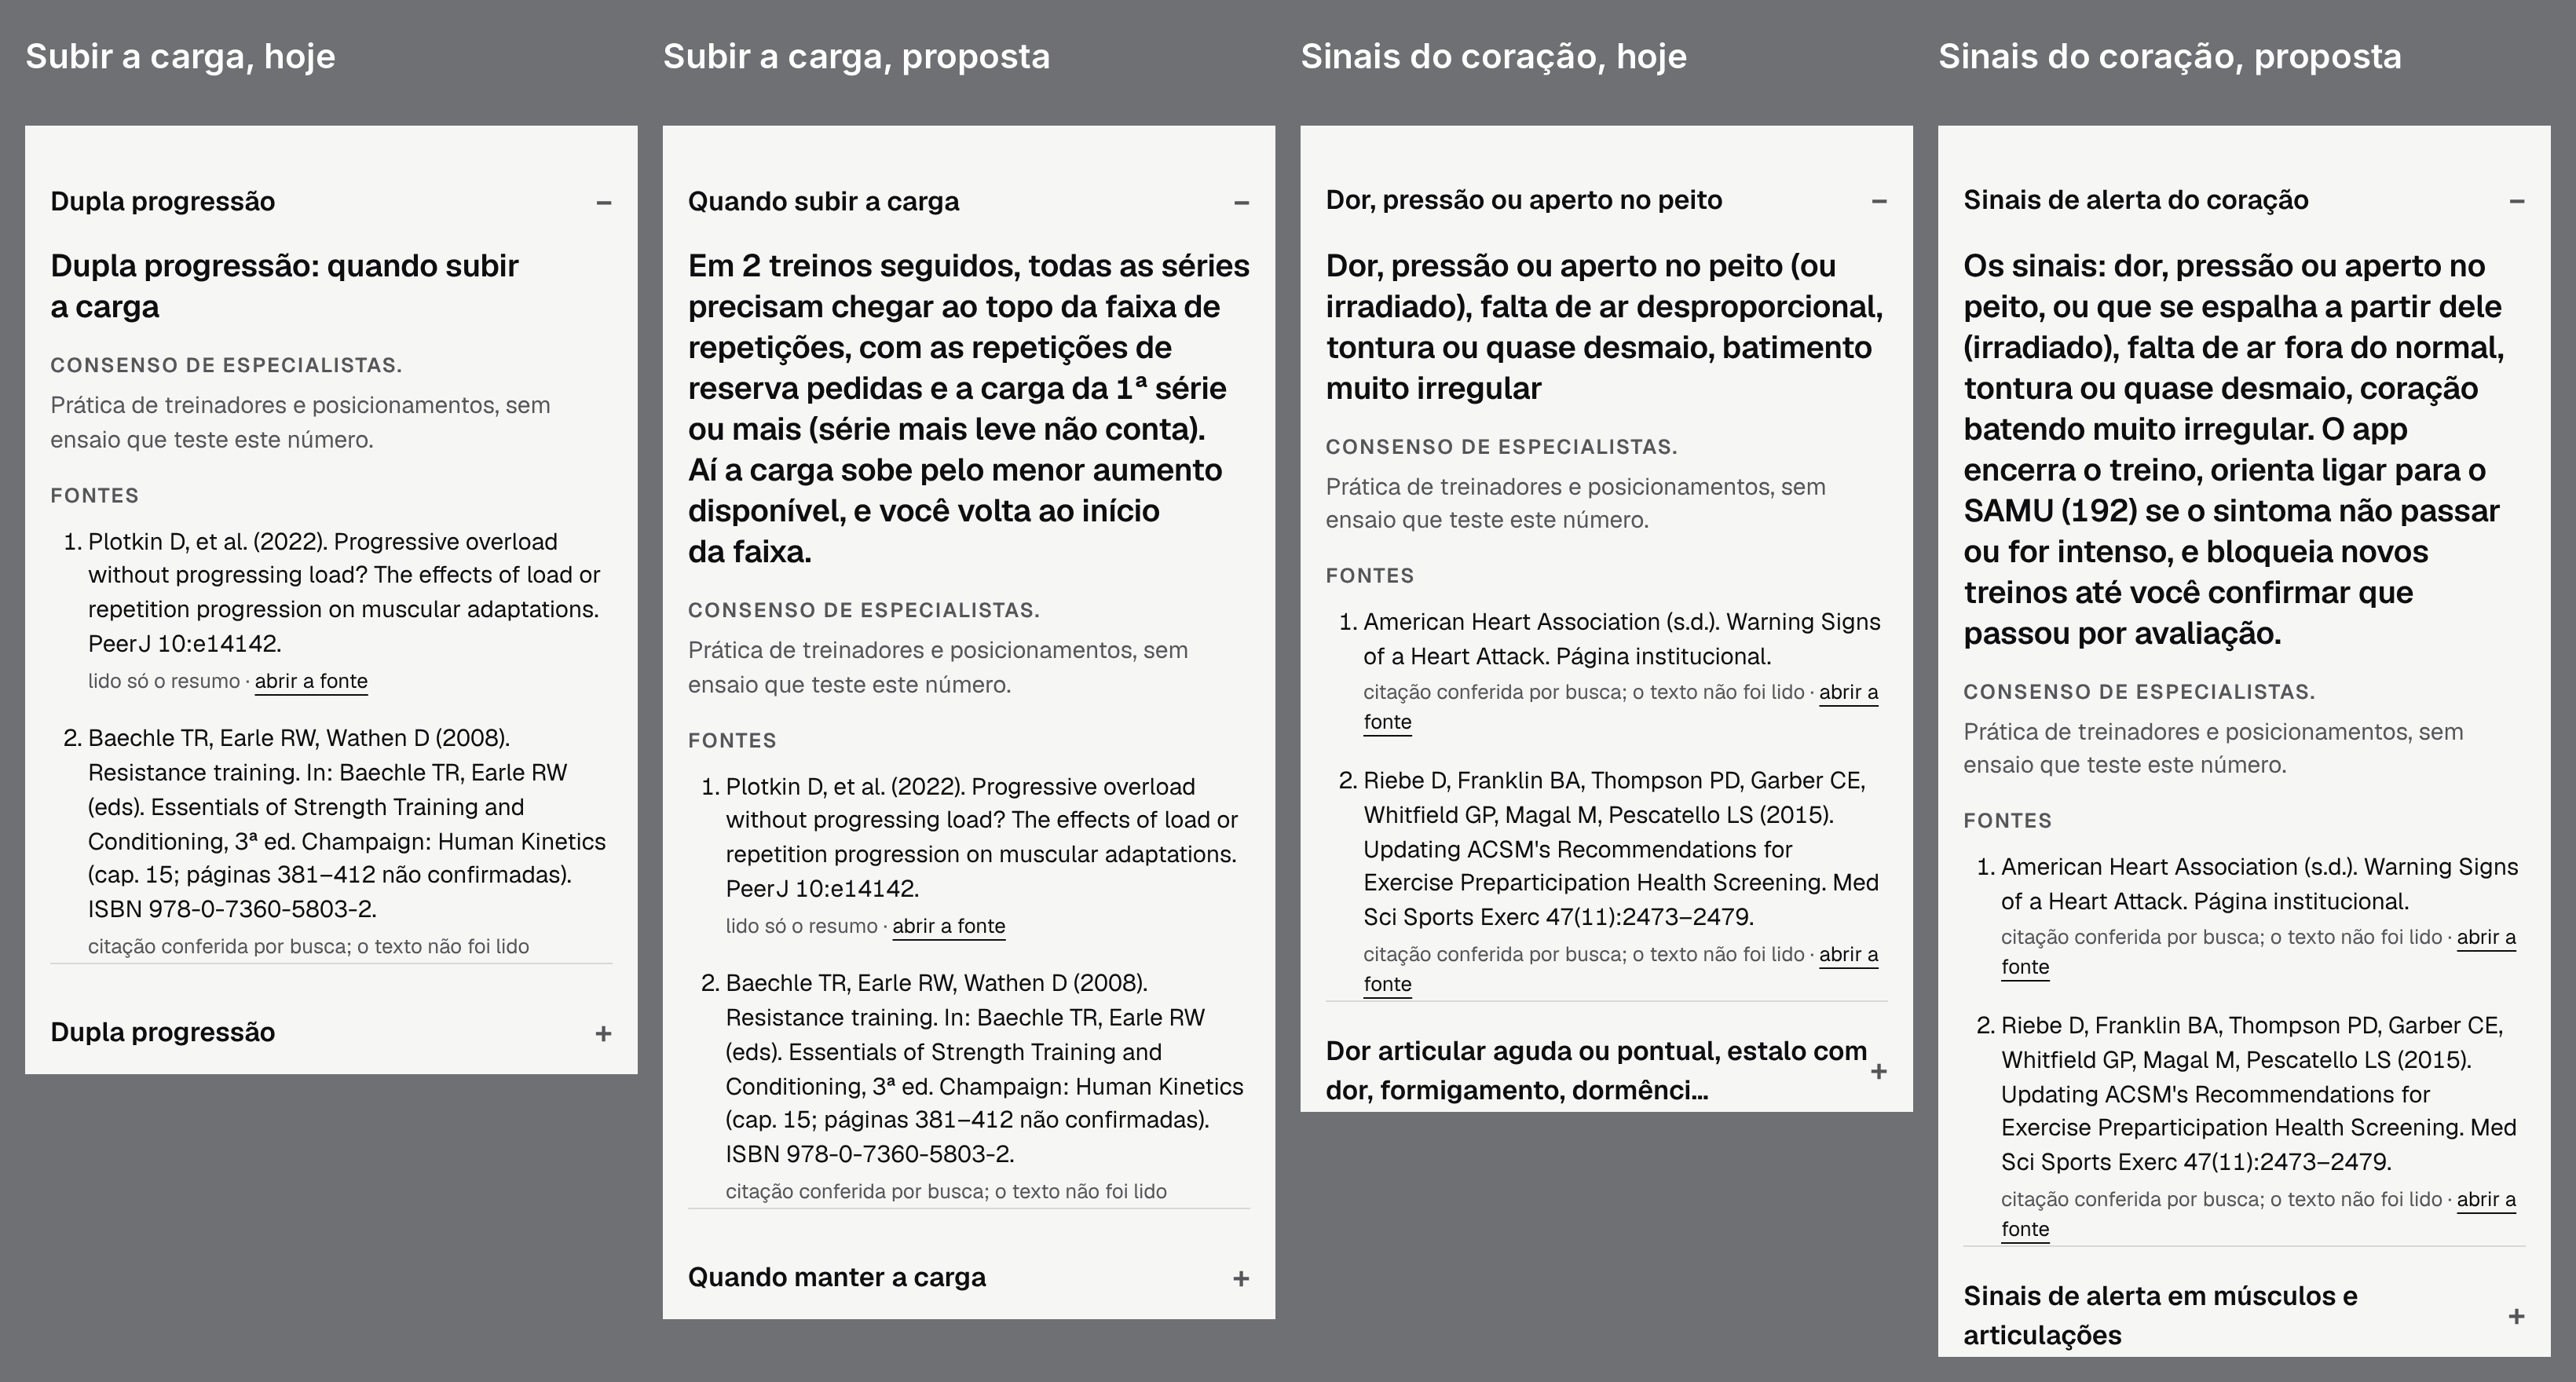 Subir a carga, hoje
Dupla progressão
–
Dupla progressão: quando subir
a carga
CONSENSO DE ESPECIALISTAS.
Prática de treinadores e posicionamentos, sem
ensaio que teste este número.
FONTES
1. Plotkin D, et al. (2022). Progressive overload
without progressing load? The effects of load or
repetition progression on muscular adaptations.
PeerJ 10:e14142.
lido só o resumo · abrir a fonte
2. Baechle TR, Earle RW, Wathen D (2008).
Resistance training. In: Baechle TR, Earle RW
(eds). Essentials of Strength Training and
Conditioning, 3ª ed. Champaign: Human Kinetics
(cap. 15; páginas 381–412 não confirmadas).
ISBN 978-0-7360-5803-2.
citação conferida por busca; o texto não foi lido
Dupla progressão
+
Subir a carga, proposta
Quando subir a carga
–
Em 2 treinos seguidos, todas as séries
precisam chegar ao topo da faixa de
repetições, com as repetições de
reserva pedidas e a carga da 1ª série
ou mais (série mais leve não conta).
Aí a carga sobe pelo menor aumento
disponível, e você volta ao início
da faixa.
CONSENSO DE ESPECIALISTAS.
Prática de treinadores e posicionamentos, sem
ensaio que teste este número.
FONTES
1. Plotkin D, et al. (2022). Progressive overload
without progressing load? The effects of load or
repetition progression on muscular adaptations.
PeerJ 10:e14142.
lido só o resumo · abrir a fonte
2. Baechle TR, Earle RW, Wathen D (2008).
Resistance training. In: Baechle TR, Earle RW
(eds). Essentials of Strength Training and
Conditioning, 3ª ed. Champaign: Human Kinetics
(cap. 15; páginas 381–412 não confirmadas).
ISBN 978-0-7360-5803-2.
citação conferida por busca; o texto não foi lido
Quando manter a carga
+
Sinais do coração, hoje
Dor, pressão ou aperto no peito
–
Dor, pressão ou aperto no peito (ou
irradiado), falta de ar desproporcional,
tontura ou quase desmaio, batimento
muito irregular
CONSENSO DE ESPECIALISTAS.
Prática de treinadores e posicionamentos, sem
ensaio que teste este número.
FONTES
1. American Heart Association (s.d.). Warning Signs
of a Heart Attack. Página institucional.
citação conferida por busca; o texto não foi lido · abrir a
fonte
2. Riebe D, Franklin BA, Thompson PD, Garber CE,
Whitfield GP, Magal M, Pescatello LS (2015).
Updating ACSM's Recommendations for
Exercise Preparticipation Health Screening. Med
Sci Sports Exerc 47(11):2473–2479.
citação conferida por busca; o texto não foi lido · abrir a
fonte
Dor articular aguda ou pontual, estalo com
dor, formigamento, dormênci...
+
Sinais do coração, proposta
Sinais de alerta do coração
–
Os sinais: dor, pressão ou aperto no
peito, ou que se espalha a partir dele
(irradiado), falta de ar fora do normal,
tontura ou quase desmaio, coração
batendo muito irregular. O app
encerra o treino, orienta ligar para o
SAMU (192) se o sintoma não passar
ou for intenso, e bloqueia novos
treinos até você confirmar que
passou por avaliação.
CONSENSO DE ESPECIALISTAS.
Prática de treinadores e posicionamentos, sem
ensaio que teste este número.
FONTES
1. American Heart Association (s.d.). Warning Signs
of a Heart Attack. Página institucional.
citação conferida por busca; o texto não foi lido · abrir a
fonte
2. Riebe D, Franklin BA, Thompson PD, Garber CE,
Whitfield GP, Magal M, Pescatello LS (2015).
Updating ACSM's Recommendations for
Exercise Preparticipation Health Screening. Med
Sci Sports Exerc 47(11):2473–2479.
citação conferida por busca; o texto não foi lido · abrir a
fonte
Sinais de alerta em músculos e
articulações
+